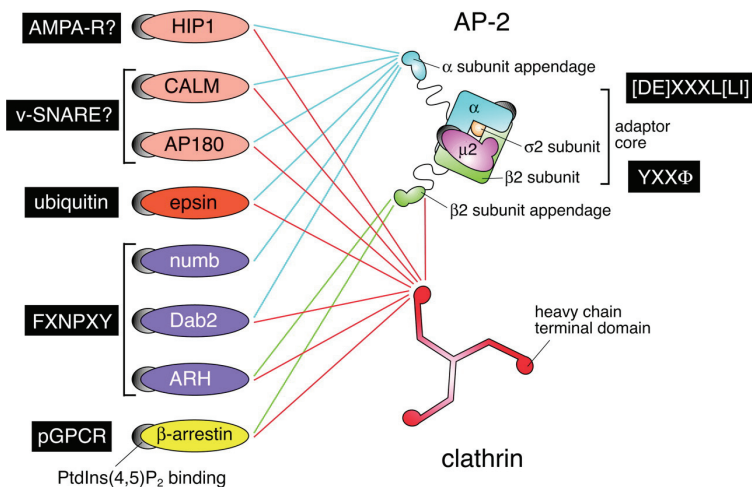 AMPA-R?
HIP1
AP-2
CALM
α subunit appendage
[DE]XXXL[LI]
v-SNARE?
α
AP180
μ2
σ2 subunit
adaptor
core
β2 subunit
YXXΦ
ubiquitin
epsin
β2 subunit appendage
numb
FXNPXY
Dab2
heavy chain
terminal domain
ARH
pGPCR
β-arrestin
clathrin
PtdIns(4,5)P₂ binding